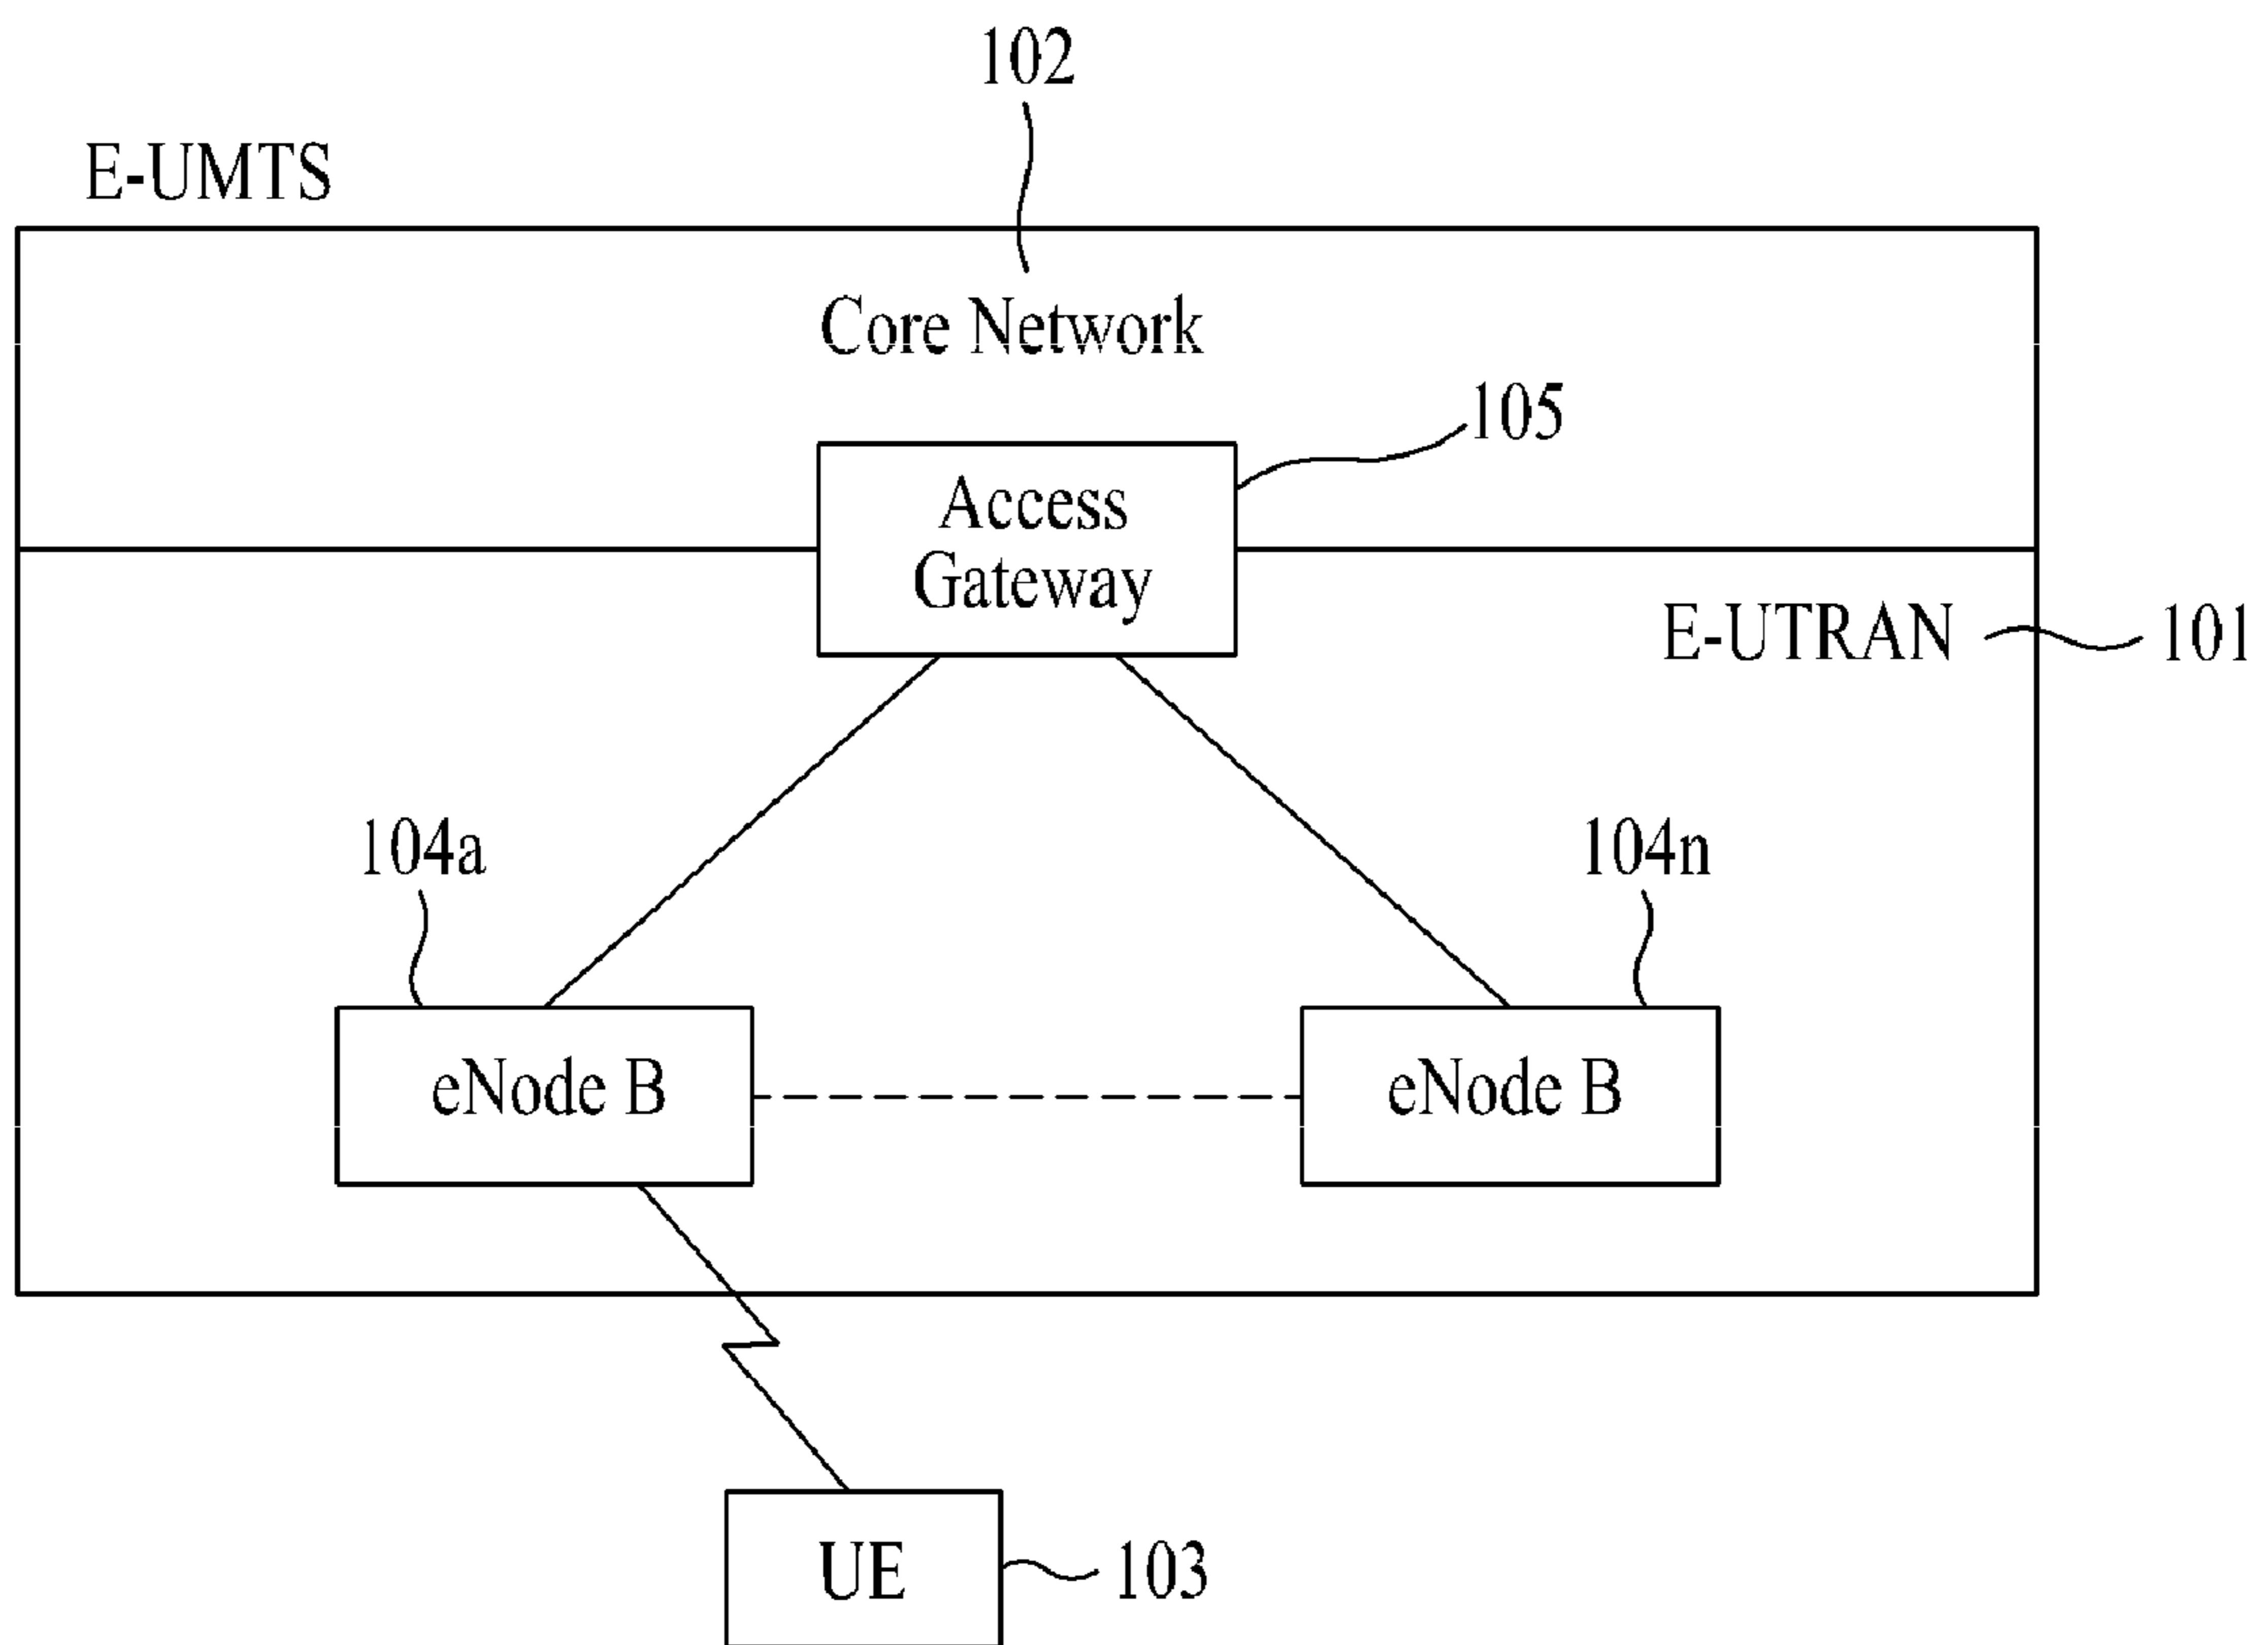 102
E-UMTS
Core Network
105
Access
Gateway
E-UTRAN
101
104a
104n
eNode B
eNode B
UE
103